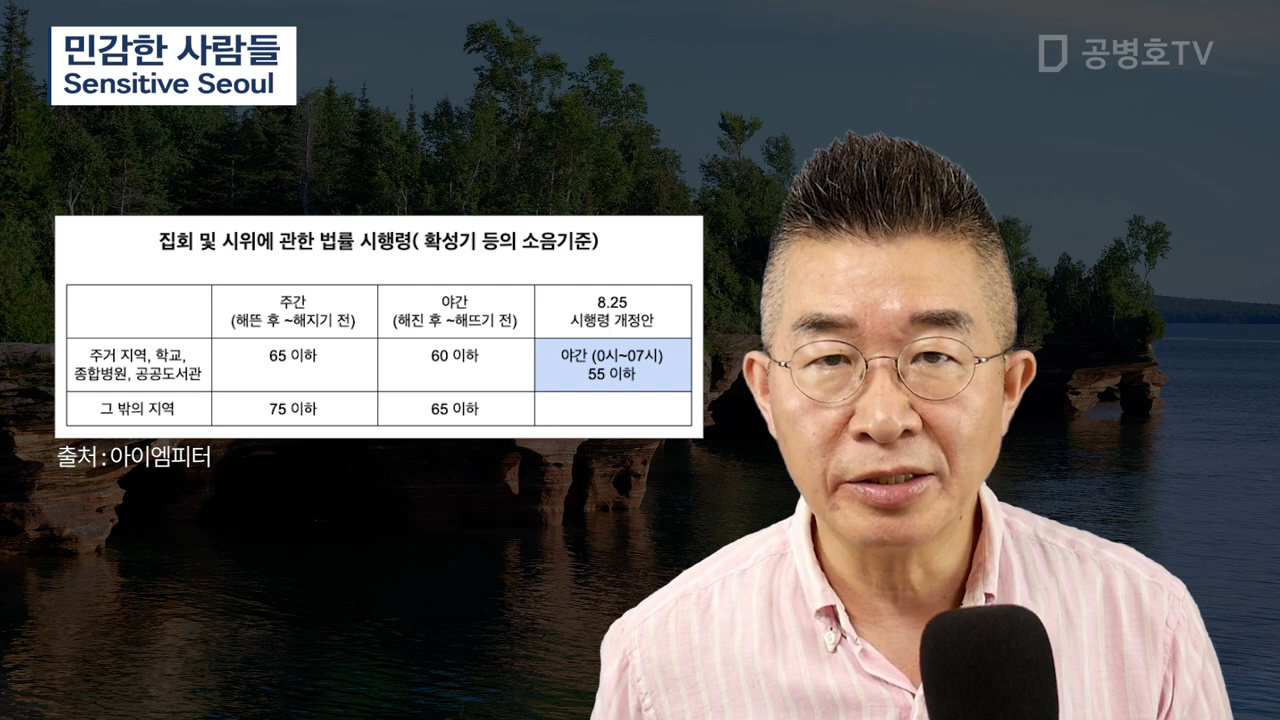 민감한 사람들
Sensitive Seoul
공병호TV
집회 및 시위에 관한 법률 시행령( 확성기 등의 소음기준)
주간 야간 8.25
(해뜬 후 ~해지기 전) (해진 후 ~해뜨기 전) 시행령 개정안
주거 지역, 학교, 65 이하 60 이하 야간 (0시~07시)
종합병원, 공공도서관 55 이하
그 밖의 지역 75 이하 65 이하
출처 : 아이엠피터